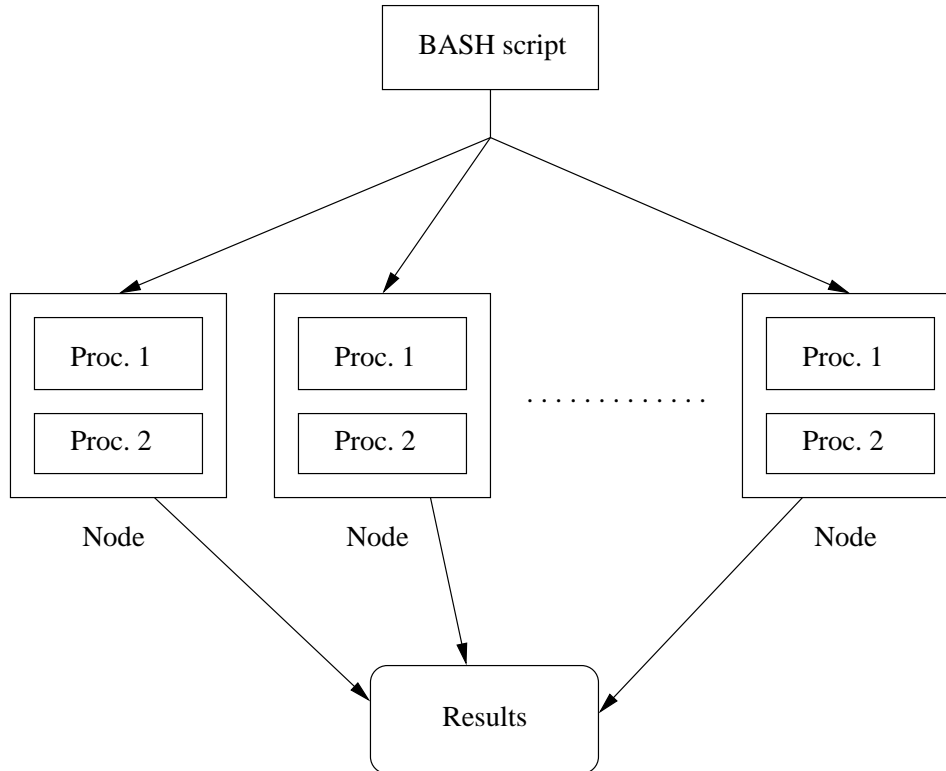 BASH script
Proc. 1
Proc. 1
Proc. 1
. . . . . . . . . . . . .
Proc. 2
Proc. 2
Proc. 2
Node
Node
Node
Results